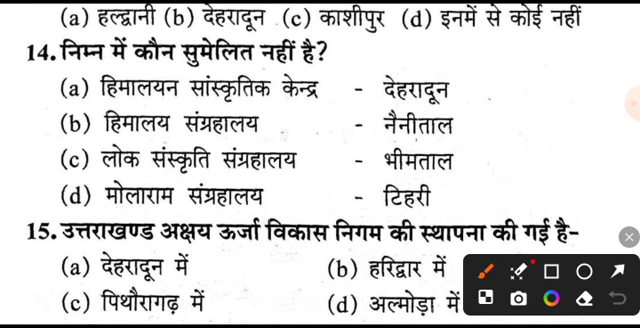 (a) हल्द्वानी (b) देहरादून (c) काशीपुर (d) इनमें से कोई नहीं
14. निम्न में कौन सुमेलित नहीं है?
(a) हिमालयन सांस्कृतिक केन्द्र - देहरादून
(b) हिमालय संग्रहालय - नैनीताल
(c) लोक संस्कृति संग्रहालय - भीमताल
(d) मोलाराम संग्रहालय - टिहरी
15. उत्तराखण्ड अक्षय ऊर्जा विकास निगम की स्थापना की गई है-
(a) देहरादून में (b) हरिद्वार में
(c) पिथौरागढ़ में (d) अल्मोड़ा में